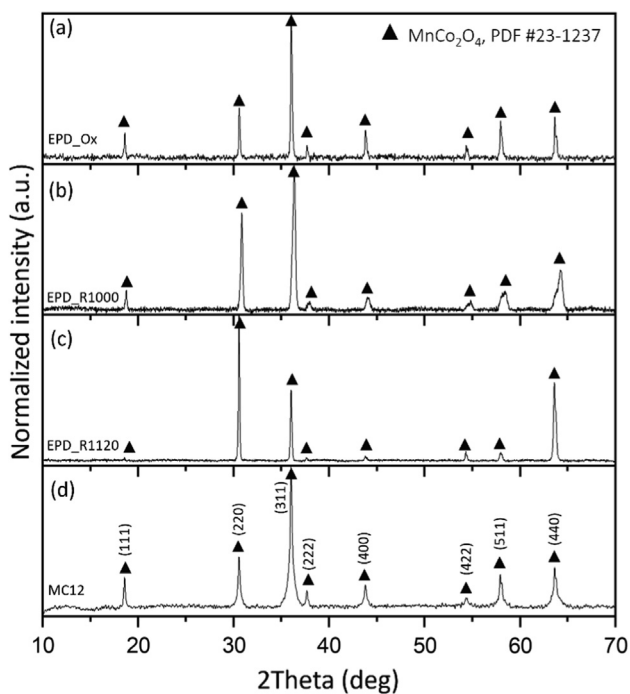 (a)
▲ MnCo₂O₄, PDF #23-1237
EPD_Ox
(b)
EPD_R1000
(c)
EPD_R1120
(d)
(111)
(220)
(311)
(222)
(400)
(422)
(511)
(440)
MC12
10 20 30 40 50 60 70
2Theta (deg)
Normalized intensity (a.u.)